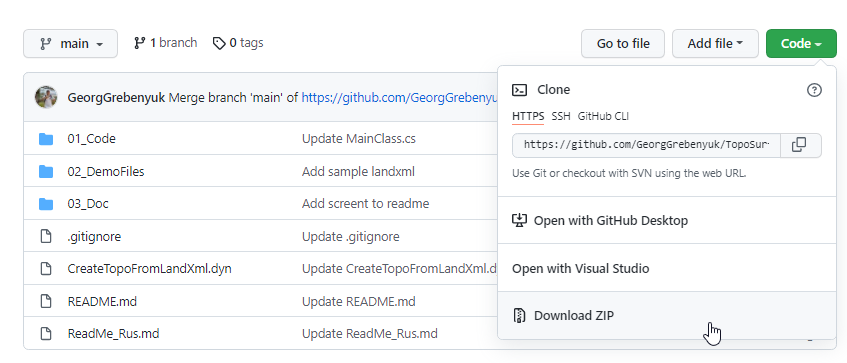 main 1 branch 0 tags Go to file Add file Code
GeorgGrebenyuk Merge branch 'main' of https://github.com/GeorgGrebenyu
Clone
HTTPS SSH GitHub CLI
https://github.com/GeorgGrebenyuk/TopoSur
Use Git or checkout with SVN using the web URL.
Open with GitHub Desktop
Open with Visual Studio
Download ZIP
01_Code Update MainClass.cs
02_DemoFiles Add sample landxml
03_Doc Add screent to readme
.gitignore Update .gitignore
CreateTopoFromLandXml.dyn Update CreateTopoFromLandXml.d
README.md Update README.md
ReadMe_Rus.md Update ReadMe_Rus.md